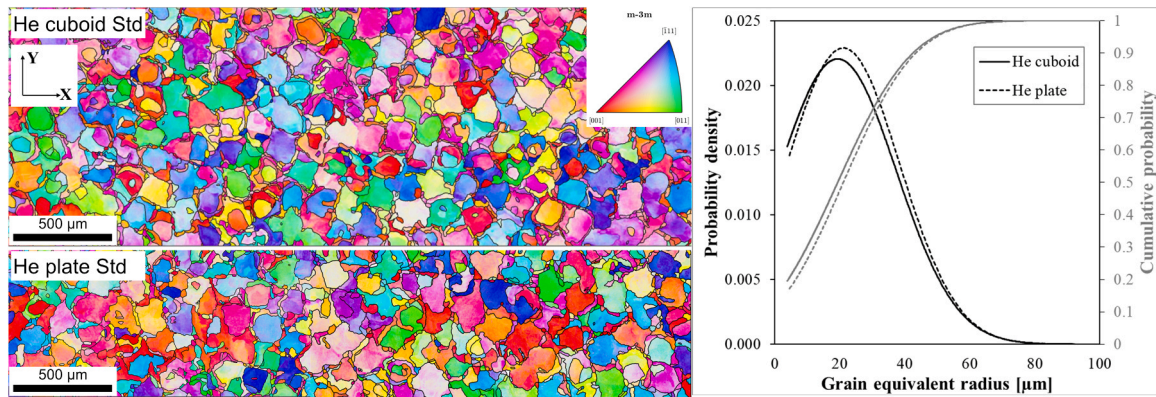 He cuboid Std
Y
X
500 µm
m-3m
[1̄11]
[001]
[011]
He plate Std
500 µm
0.025
0.020
0.015
0.010
0.005
0.000
Probability density
He cuboid
He plate
1
0.9
0.8
0.7
0.6
0.5
0.4
0.3
0.2
0.1
0
Cumulative probability
0
20
40
60
80
100
Grain equivalent radius [µm]